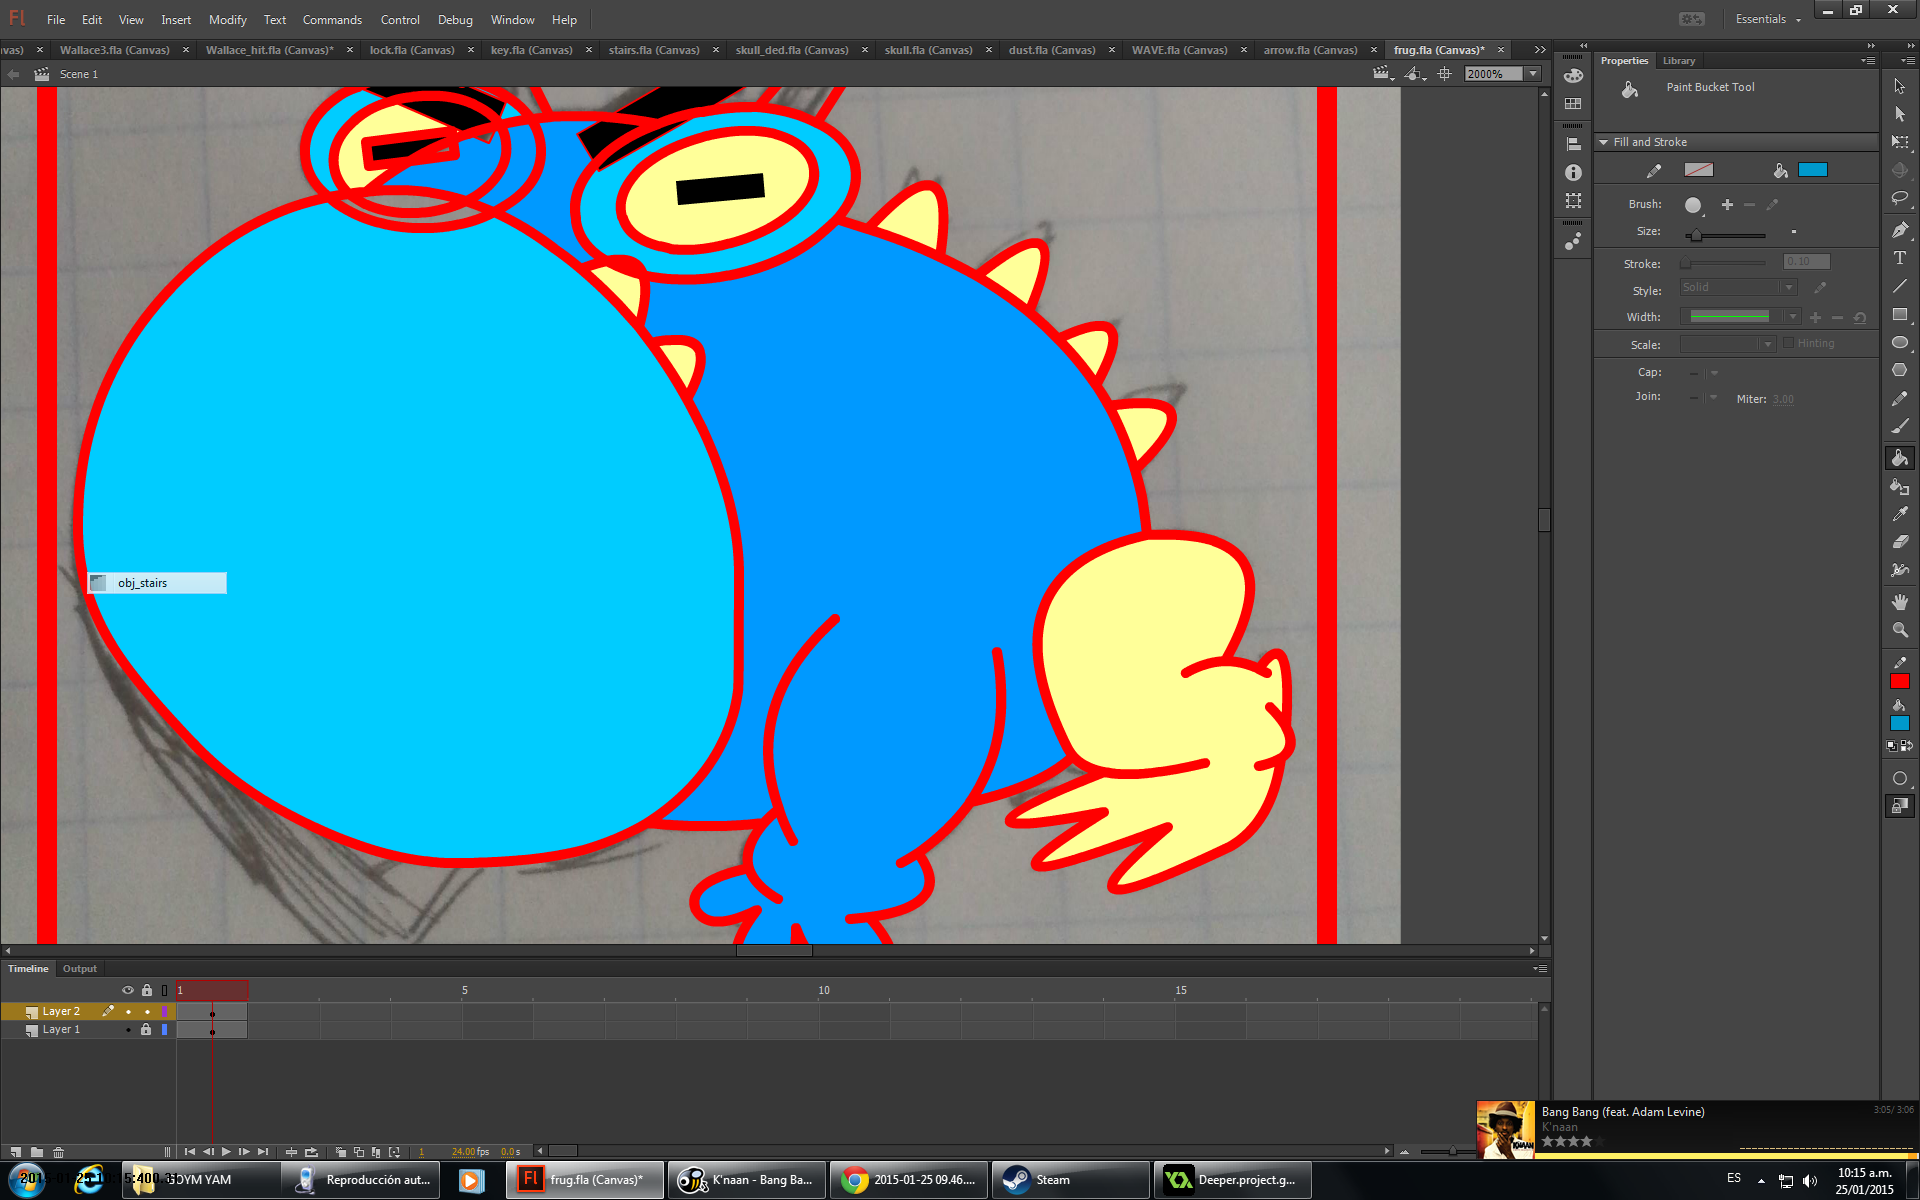 Fl File Edit View Insert Modify Text Commands Control Debug Window Help Essentials
vas) × Wallace3.fla (Canvas) × Wallace_hit.fla (Canvas)* × lock.fla (Canvas) × key.fla (Canvas) × stairs.fla (Canvas) × skull_ded.fla (Canvas) × skull.fla (Canvas) × dust.fla (Canvas) × WAVE.fla (Canvas) × arrow.fla (Canvas) × frug.fla (Canvas)* ×
Scene 1 2000%
Properties Library
Paint Bucket Tool
Fill and Stroke
Brush:
Size:
Stroke: 0,10
Style: Solid
Width:
Scale: Hinting
Cap:
Join: Miter: 3,00
obj_stairs
Timeline Output
1 5 10 15
Layer 2
Layer 1
1 24.00 fps 0.0 s
Bang Bang (feat. Adam Levine) 3:05/ 3:06
K'naan
K'NAAN
2015-01-25 10:15:40
YM YAM
Reproducción aut...
Fl frug.fla (Canvas)*
K'naan - Bang Ba...
2015-01-25 09.46....
Steam
Deeper.project.g...
ES
10:15 a.m.
25/01/2015